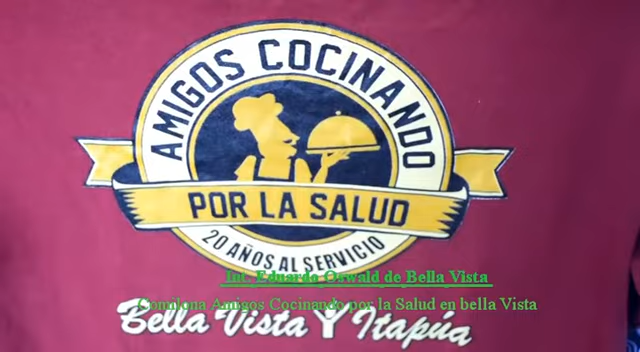 AMIGOS COCINANDO
POR LA SALUD
20 AÑOS AL SERVICIO
Int. Eduardo Oswald de Bella Vista
Comilona Amigos Cocinando por la Salud en bella Vista
Bella Vista Y Itapúa